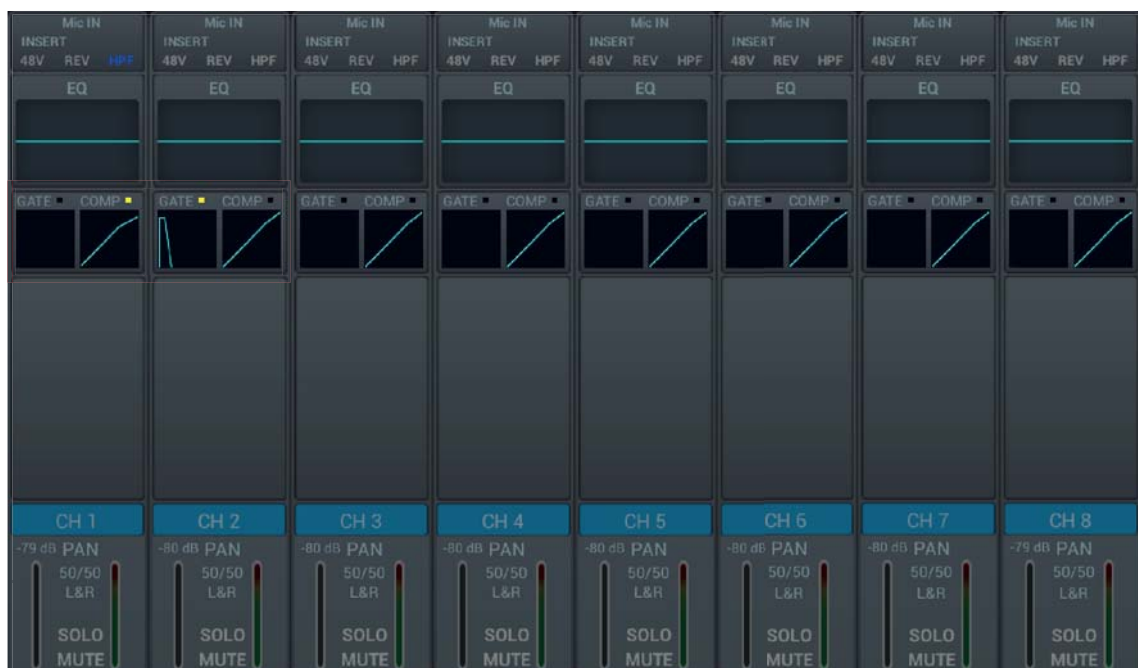 Mic IN Mic IN Mic IN Mic IN Mic IN Mic IN Mic IN Mic IN
INSERT INSERT INSERT INSERT INSERT INSERT INSERT INSERT
48V REV HPF 48V REV HPF 48V REV HPF 48V REV HPF 48V REV HPF 48V REV HPF 48V REV HPF 48V REV HPF
EQ EQ EQ EQ EQ EQ EQ EQ
GATE COMP GATE COMP GATE COMP GATE COMP GATE COMP GATE COMP GATE COMP GATE COMP
CH 1 CH 2 CH 3 CH 4 CH 5 CH 6 CH 7 CH 8
-79 dB PAN -80 dB PAN -80 dB PAN -80 dB PAN -80 dB PAN -80 dB PAN -80 dB PAN -79 dB PAN
50/50 50/50 50/50 50/50 50/50 50/50 50/50 50/50
L&R L&R L&R L&R L&R L&R L&R L&R
SOLO SOLO SOLO SOLO SOLO SOLO SOLO SOLO
MUTE MUTE MUTE MUTE MUTE MUTE MUTE MUTE